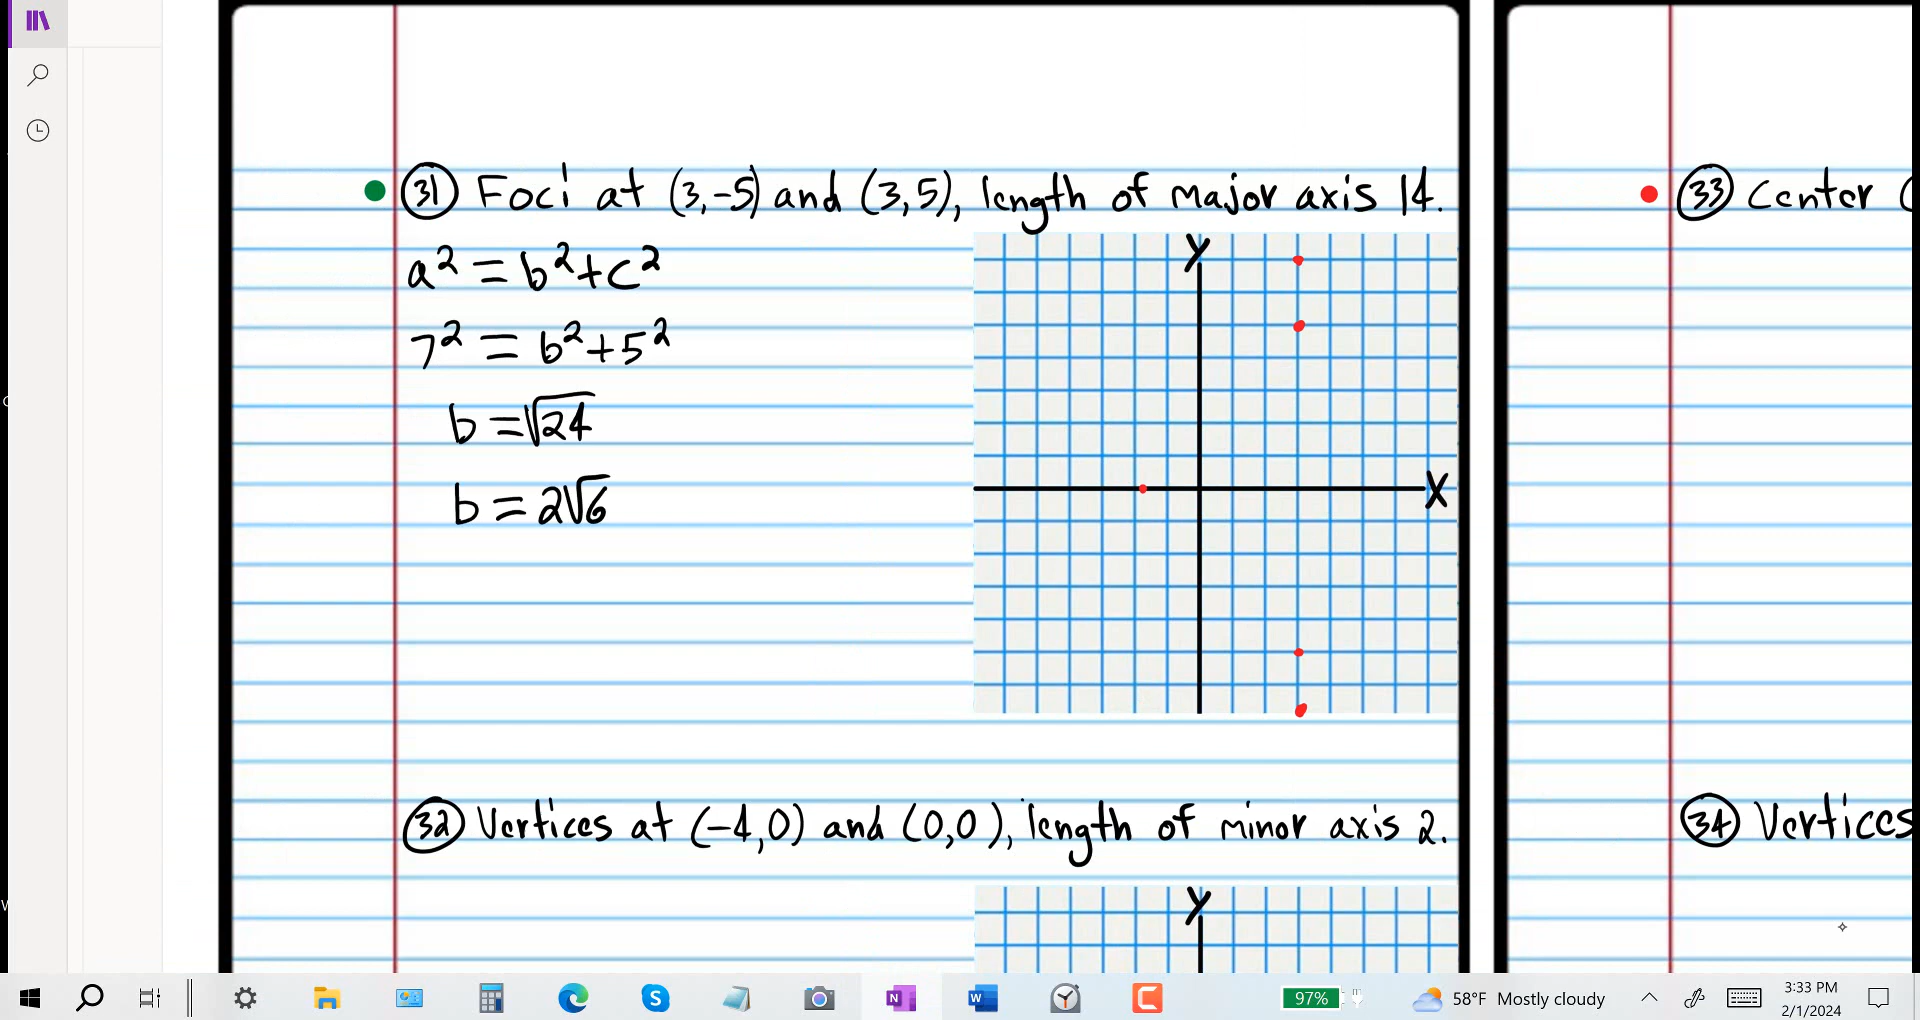 31 Foci at (3,-5) and (3,5), length of major axis 14.
33 Center (
a² = b²+c²
7² = b²+5²
b = √24
b = 2√6
Y
X
32 Vertices at (-4,0) and (0,0), length of minor axis 2.
34 Vertices
Y
97%
58°F Mostly cloudy
3:33 PM
2/1/2024